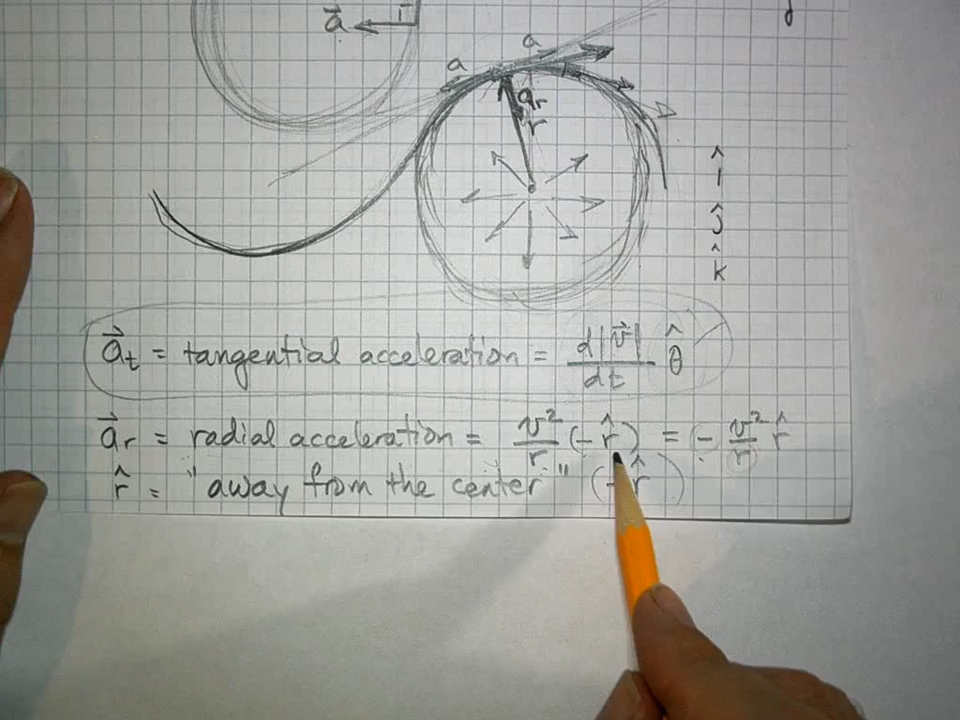 a⃗
a
a
a_r
r
î
ĵ
k̂
a⃗_t = tangential acceleration = d|v⃗|/dt θ̂
a⃗_r = radial acceleration = v²/r (- r̂) = - v²/r r̂
r̂ = "away from the center" (- r̂)